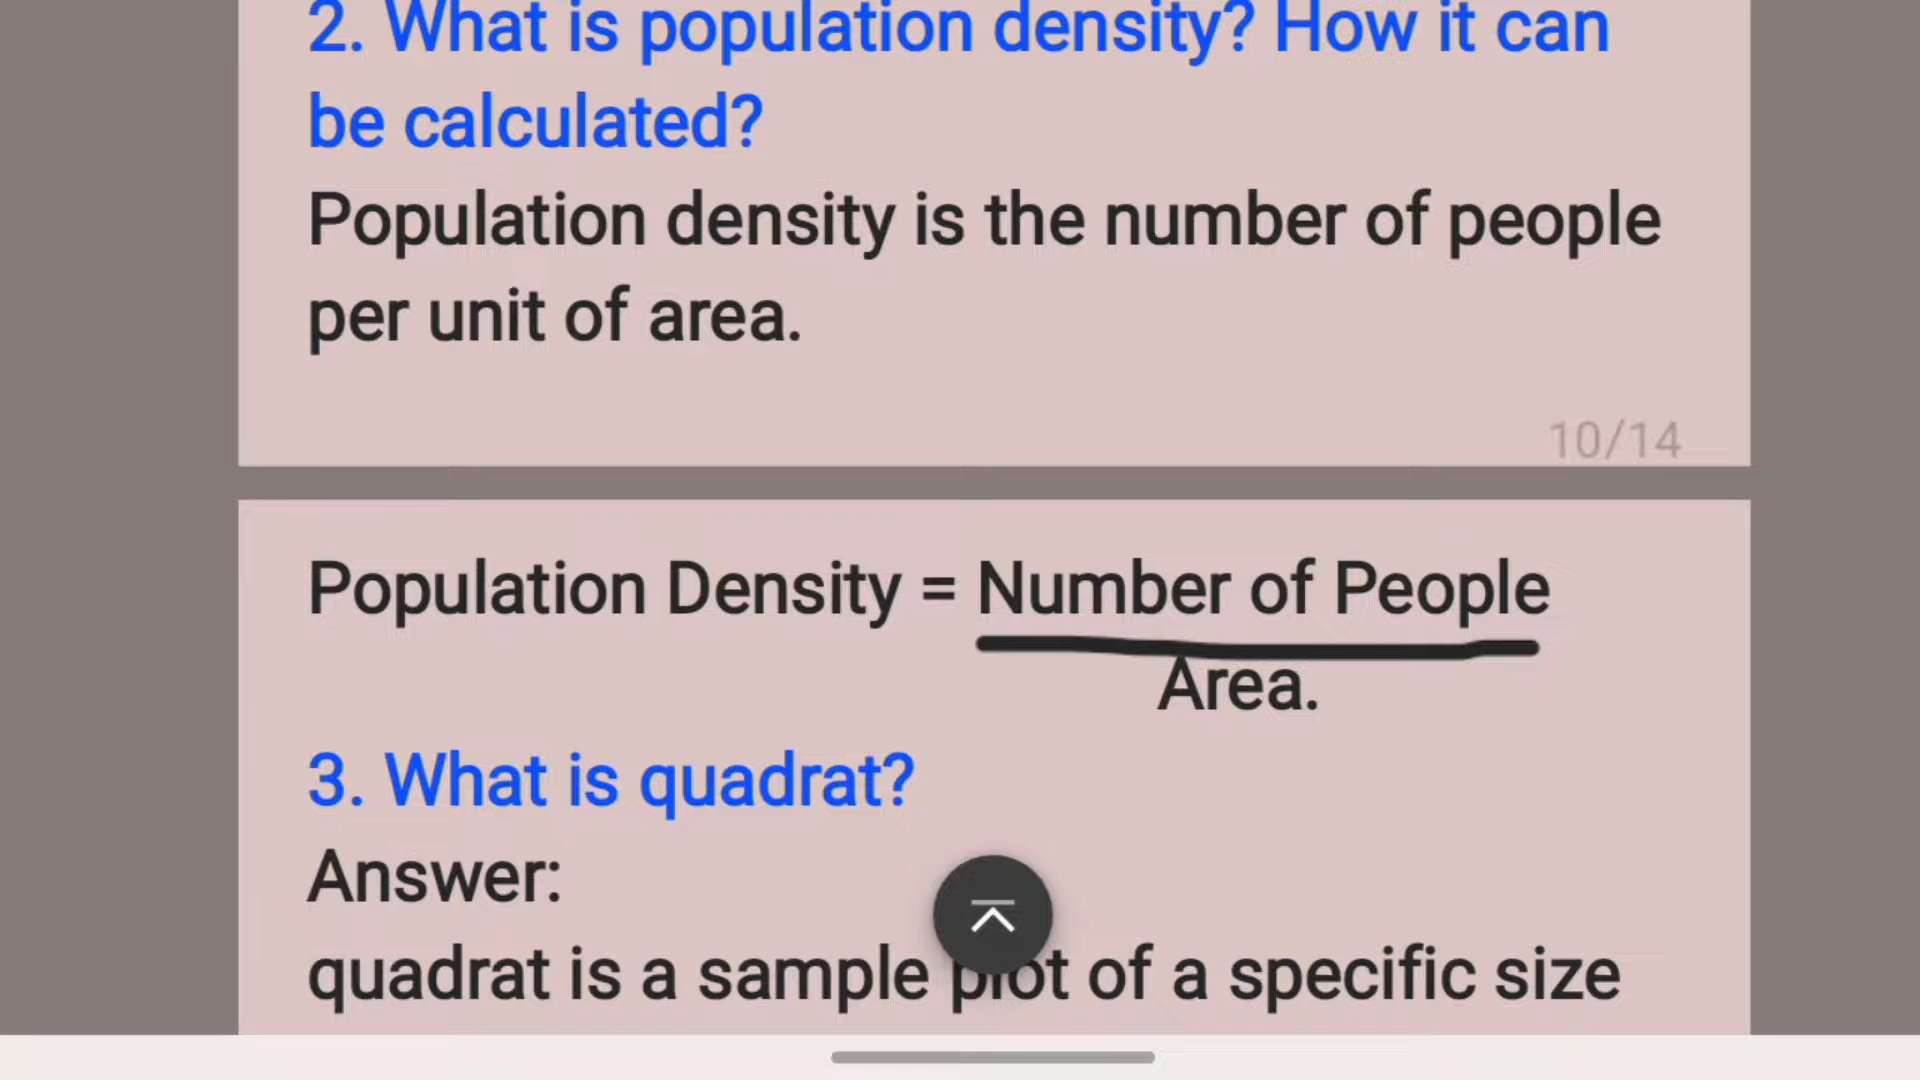 2. What is population density? How it can
be calculated?
Population density is the number of people
per unit of area.
10/14
Population Density = Number of People
Area.
3. What is quadrat?
Answer:
quadrat is a sample plot of a specific size